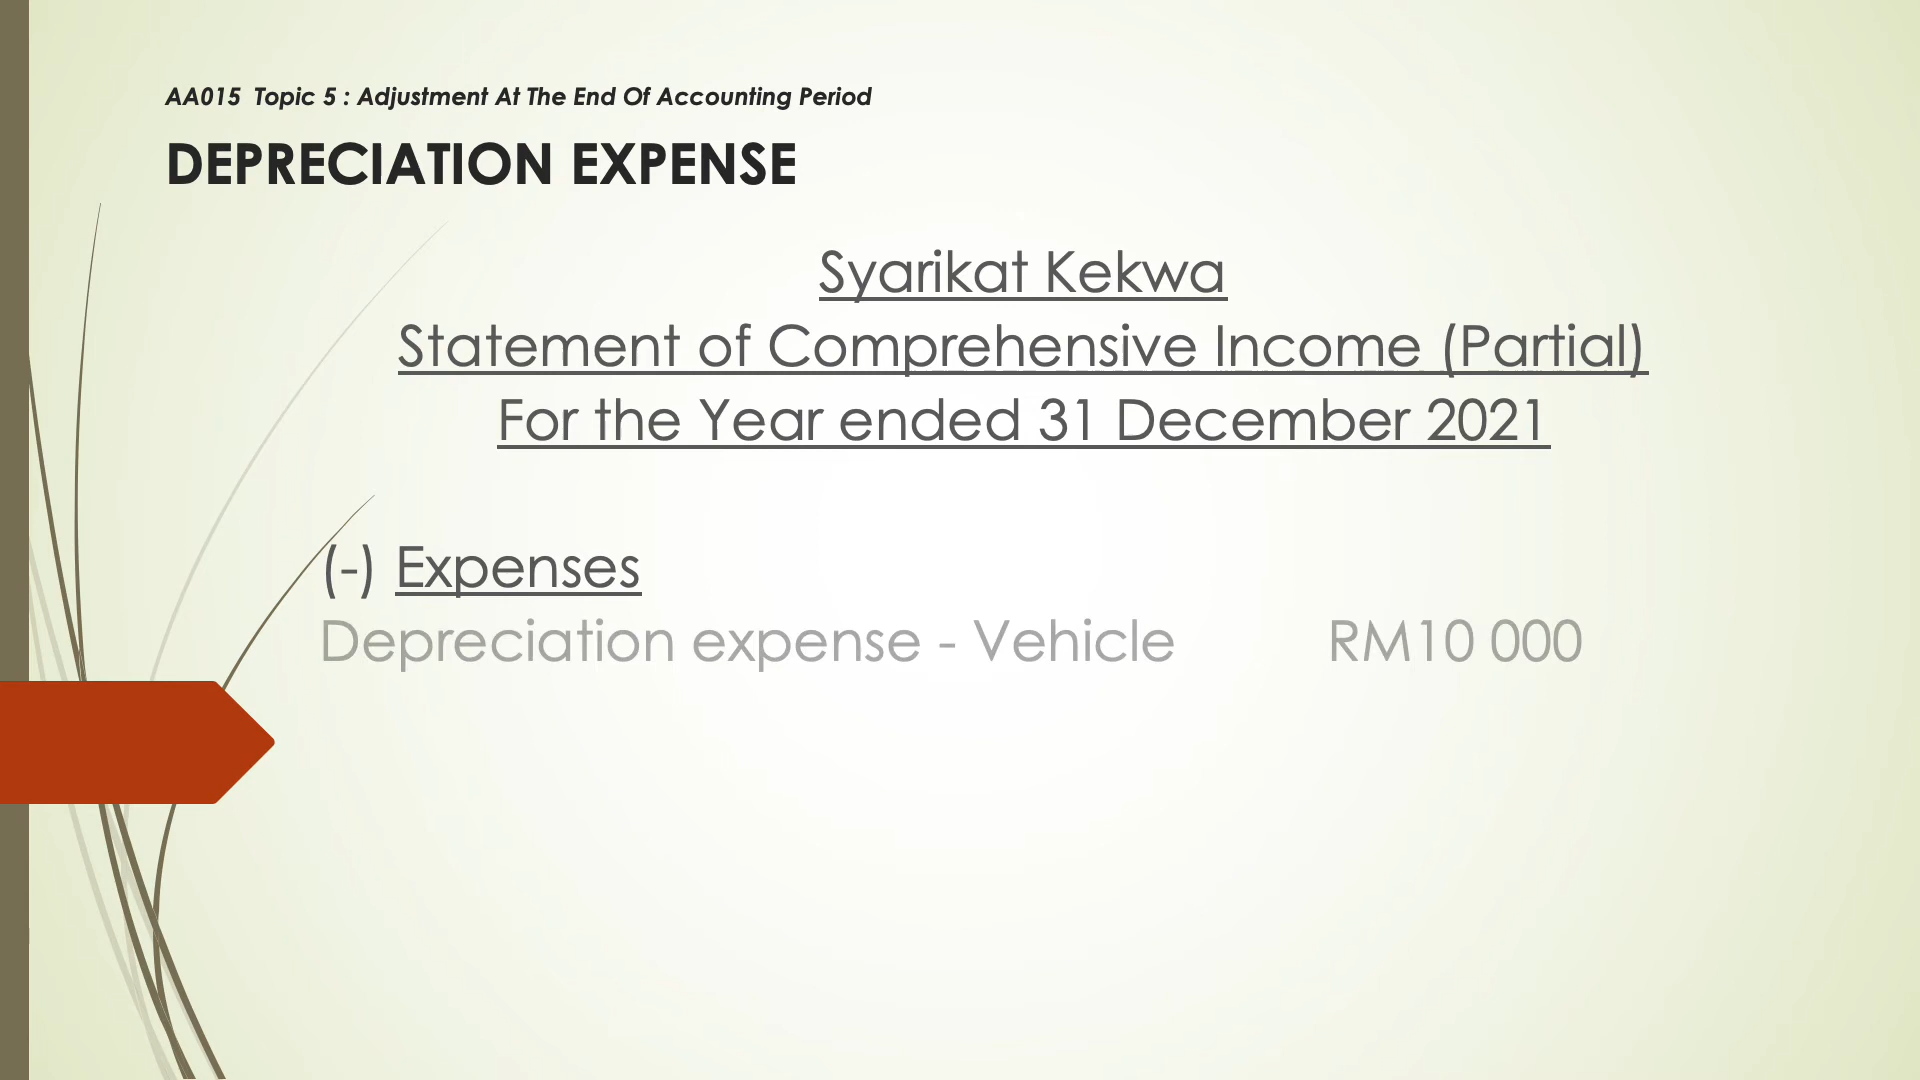 AA015 Topic 5 : Adjustment At The End Of Accounting Period
DEPRECIATION EXPENSE
Syarikat Kekwa
Statement of Comprehensive Income (Partial)
For the Year ended 31 December 2021
(-) Expenses
Depreciation expense - Vehicle RM10 000